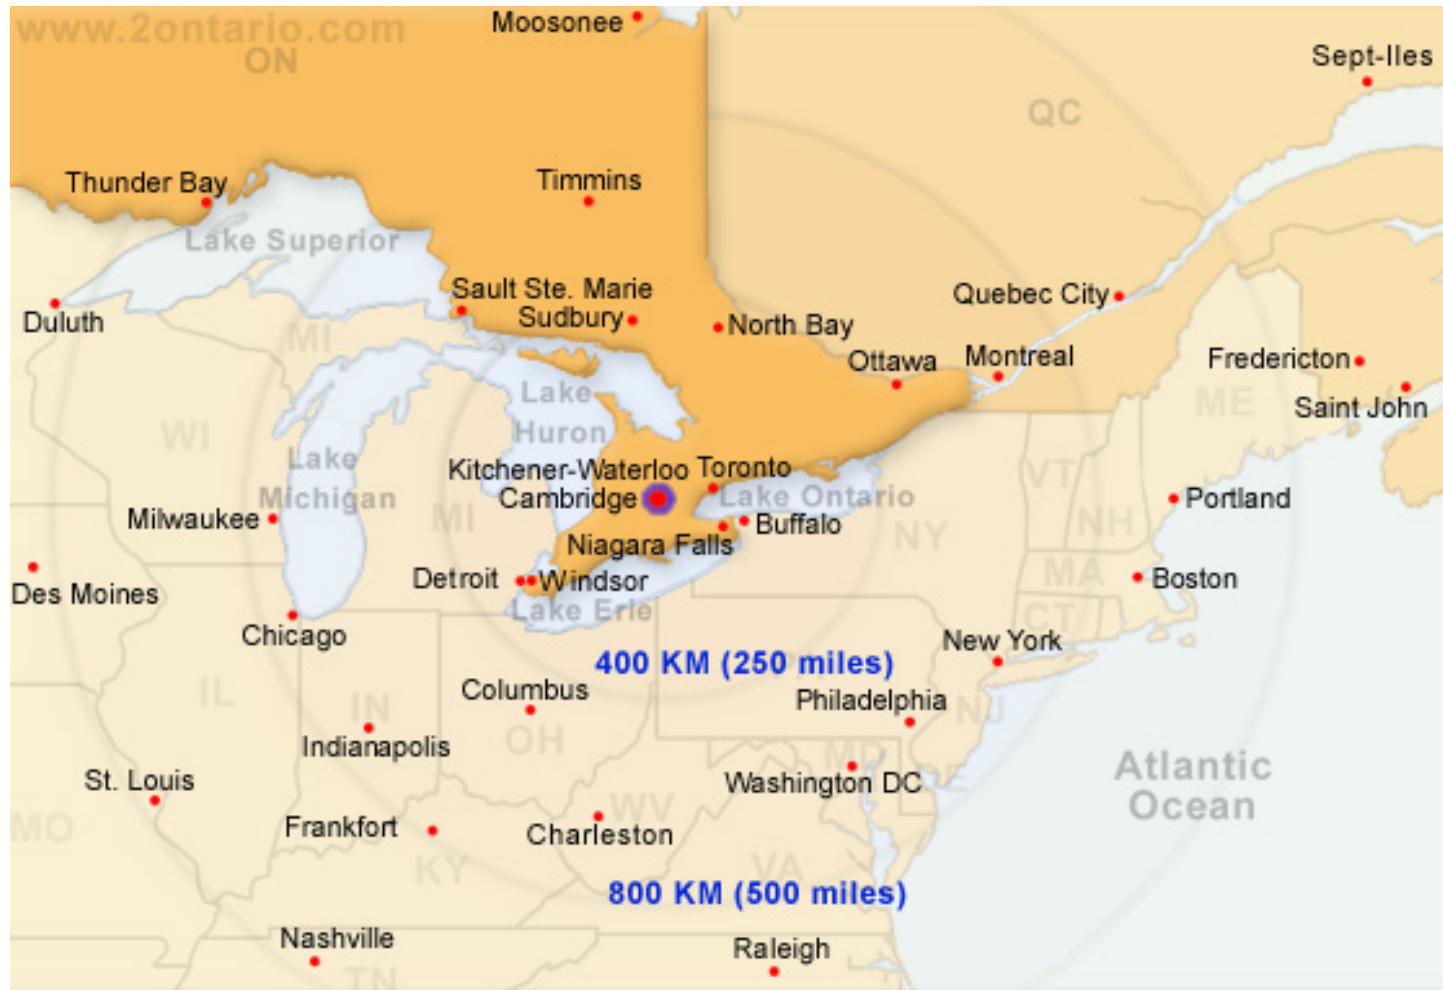 www.2ontario.com
Moosonee
ON
Sept-Iles
QC
Thunder Bay
Timmins
Lake Superior
Sault Ste. Marie
Quebec City
Duluth
Sudbury
North Bay
MI
Ottawa
Montreal
Fredericton
Lake
Huron
ME
Saint John
WI
Lake
Michigan
Kitchener-Waterloo
Cambridge
Toronto
VT
Lake Ontario
Portland
Milwaukee
MI
Buffalo
NY
NH
Niagara Falls
Detroit
Windsor
MA
Boston
Des Moines
Lake Erie
CT
Chicago
New York
400 KM (250 miles)
PA
Columbus
Philadelphia
IL
IN
NJ
Indianapolis
OH
MD
St. Louis
Washington DC
DE
Atlantic
Ocean
MO
Frankfort
WV
Charleston
KY
VA
800 KM (500 miles)
Nashville
Raleigh
TN